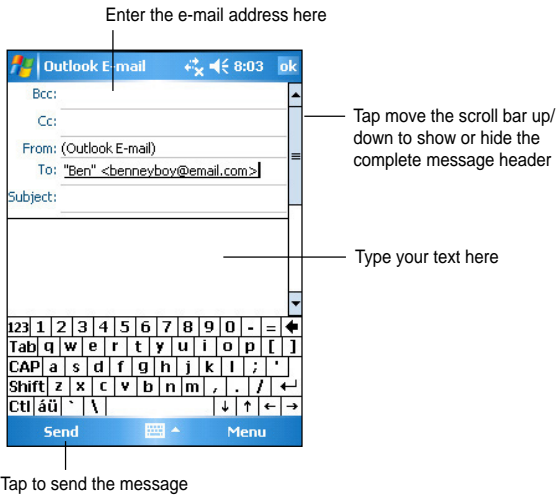 Enter the e-mail address here
Outlook E-mail 8:03 ok
Bcc:
Cc:
Tap move the scroll bar up/
down to show or hide the
complete message header
From: (Outlook E-mail)
To: "Ben" <benneyboy@email.com>
Subject:
Type your text here
123 1 2 3 4 5 6 7 8 9 0 - = ←
Tab q w e r t y u i o p [ ]
CAP a s d f g h j k l ; '
Shift z x c v b n m , . / ↵
Ctl áü ` \ ↓ ↑ ← →
Send Menu
Tap to send the message